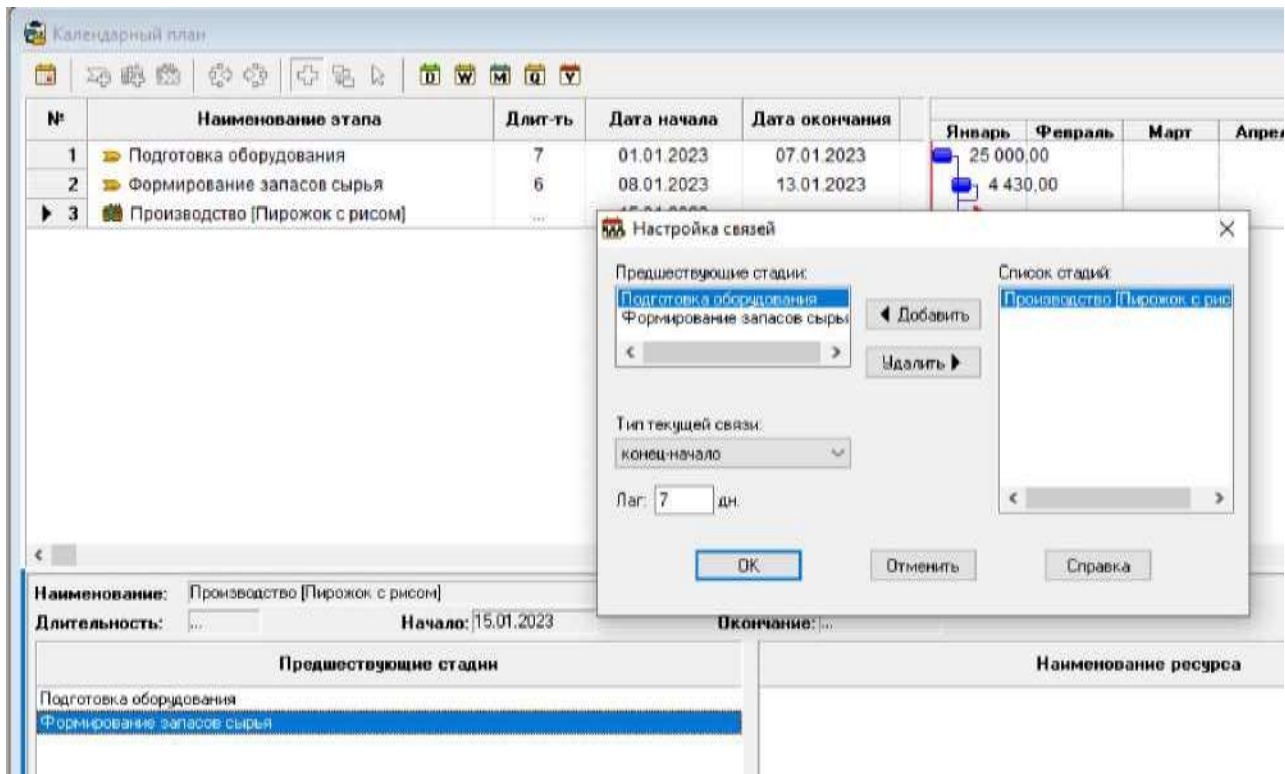 Календарный план
D W M Q Y
№ Наименование этапа Длит-ть Дата начала Дата окончания Январь Февраль Март
1 Подготовка оборудования 7 01.01.2023 07.01.2023 25 000,00
2 Формирование запасов сырья 6 08.01.2023 13.01.2023 4 430,00
3 Производство [Пирожок с рисом] ...
Настройка связей
Предшествующие стадии: Список стадий:
Подготовка оборудования Производство [Пирожок с рис
Формирование запасов сырья
Добавить
Удалить
Тип текущей связи:
конец-начало
Лаг: 7 дн.
OK Отменить Справка
Наименование: Производство [Пирожок с рисом]
Длительность: ... Начало: 15.01.2023 Окончание: ...
Предшествующие стадии Наименование ресурса
Подготовка оборудования
Формирование запасов сырья